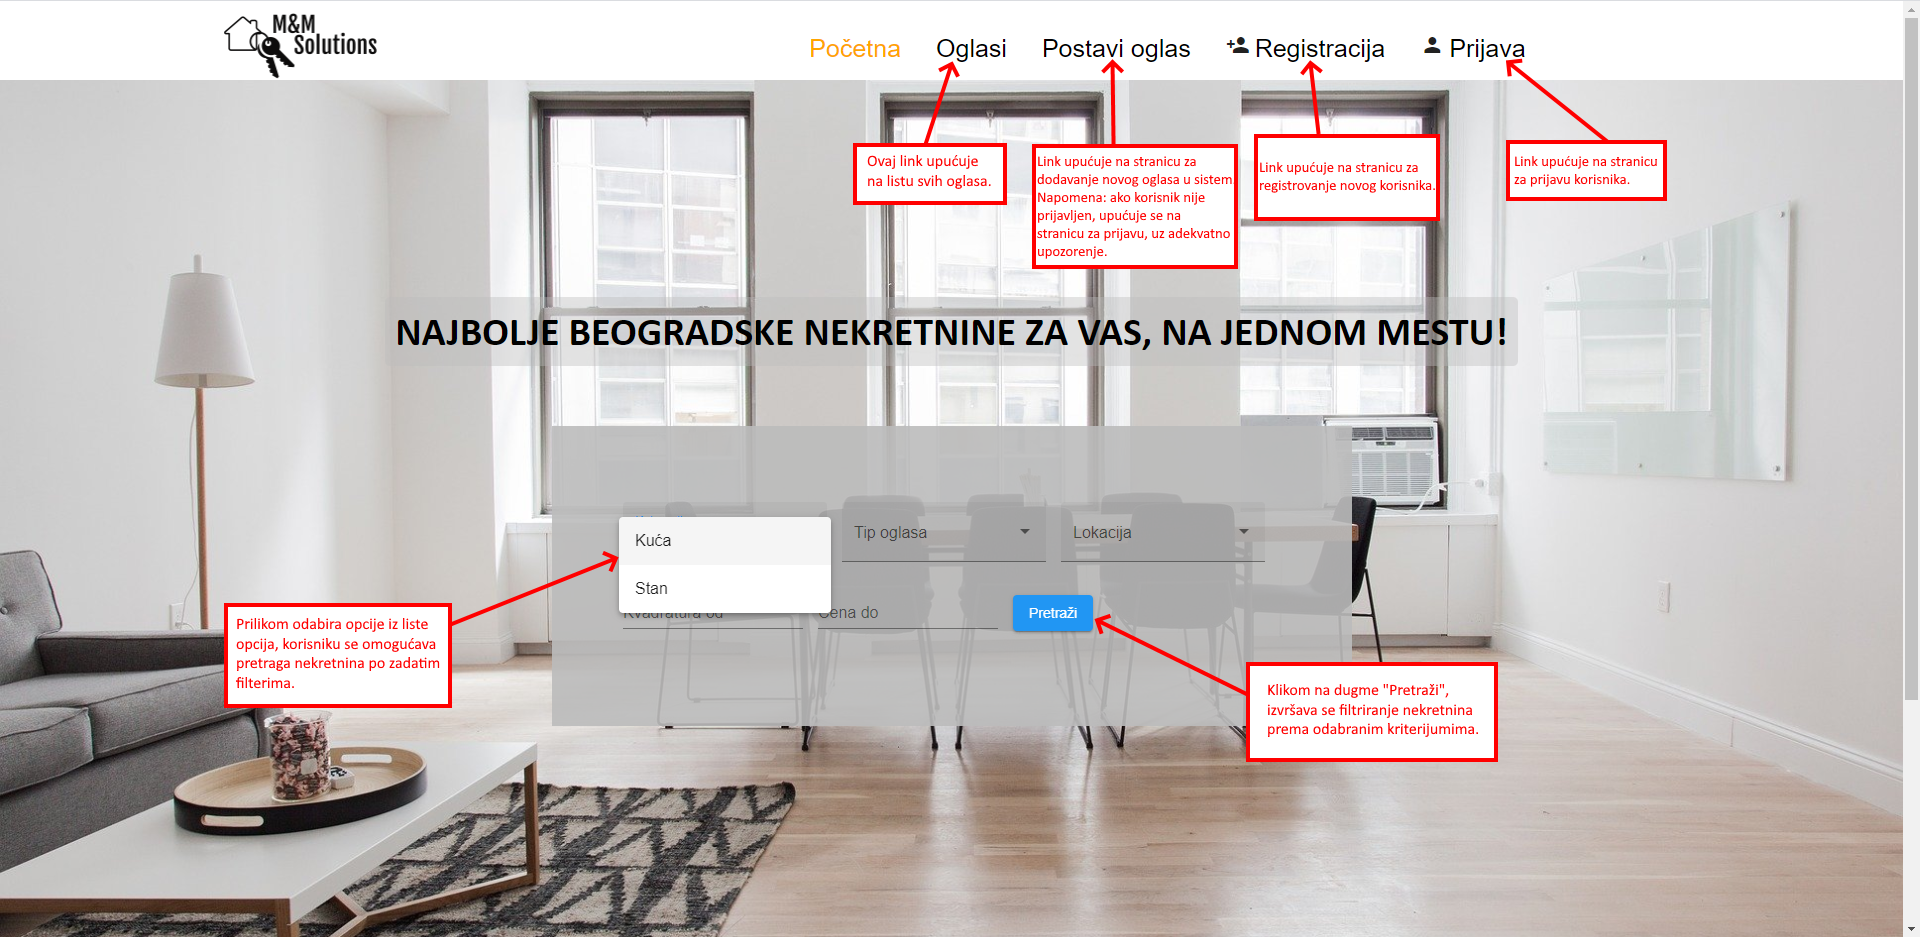 M&M
Solutions
Početna
Oglasi
Postavi oglas
Registracija
Prijava
Ovaj link upućuje
na listu svih oglasa.
Link upućuje na stranicu za
dodavanje novog oglasa u sistem.
Napomena: ako korisnik nije
prijavljen, upućuje se na
stranicu za prijavu, uz adekvatno
upozorenje.
Link upućuje na stranicu za
registrovanje novog korisnika.
Link upućuje na stranicu
za prijavu korisnika.
NAJBOLJE BEOGRADSKE NEKRETNINE ZA VAS, NA JEDNOM MESTU!
Kuća
Stan
Tip oglasa
Lokacija
Kvadratura od
Cena do
Pretraži
Prilikom odabira opcije iz liste
opcija, korisniku se omogućava
pretraga nekretnina po zadatim
filterima.
Klikom na dugme "Pretraži",
izvršava se filtriranje nekretnina
prema odabranim kriterijumima.